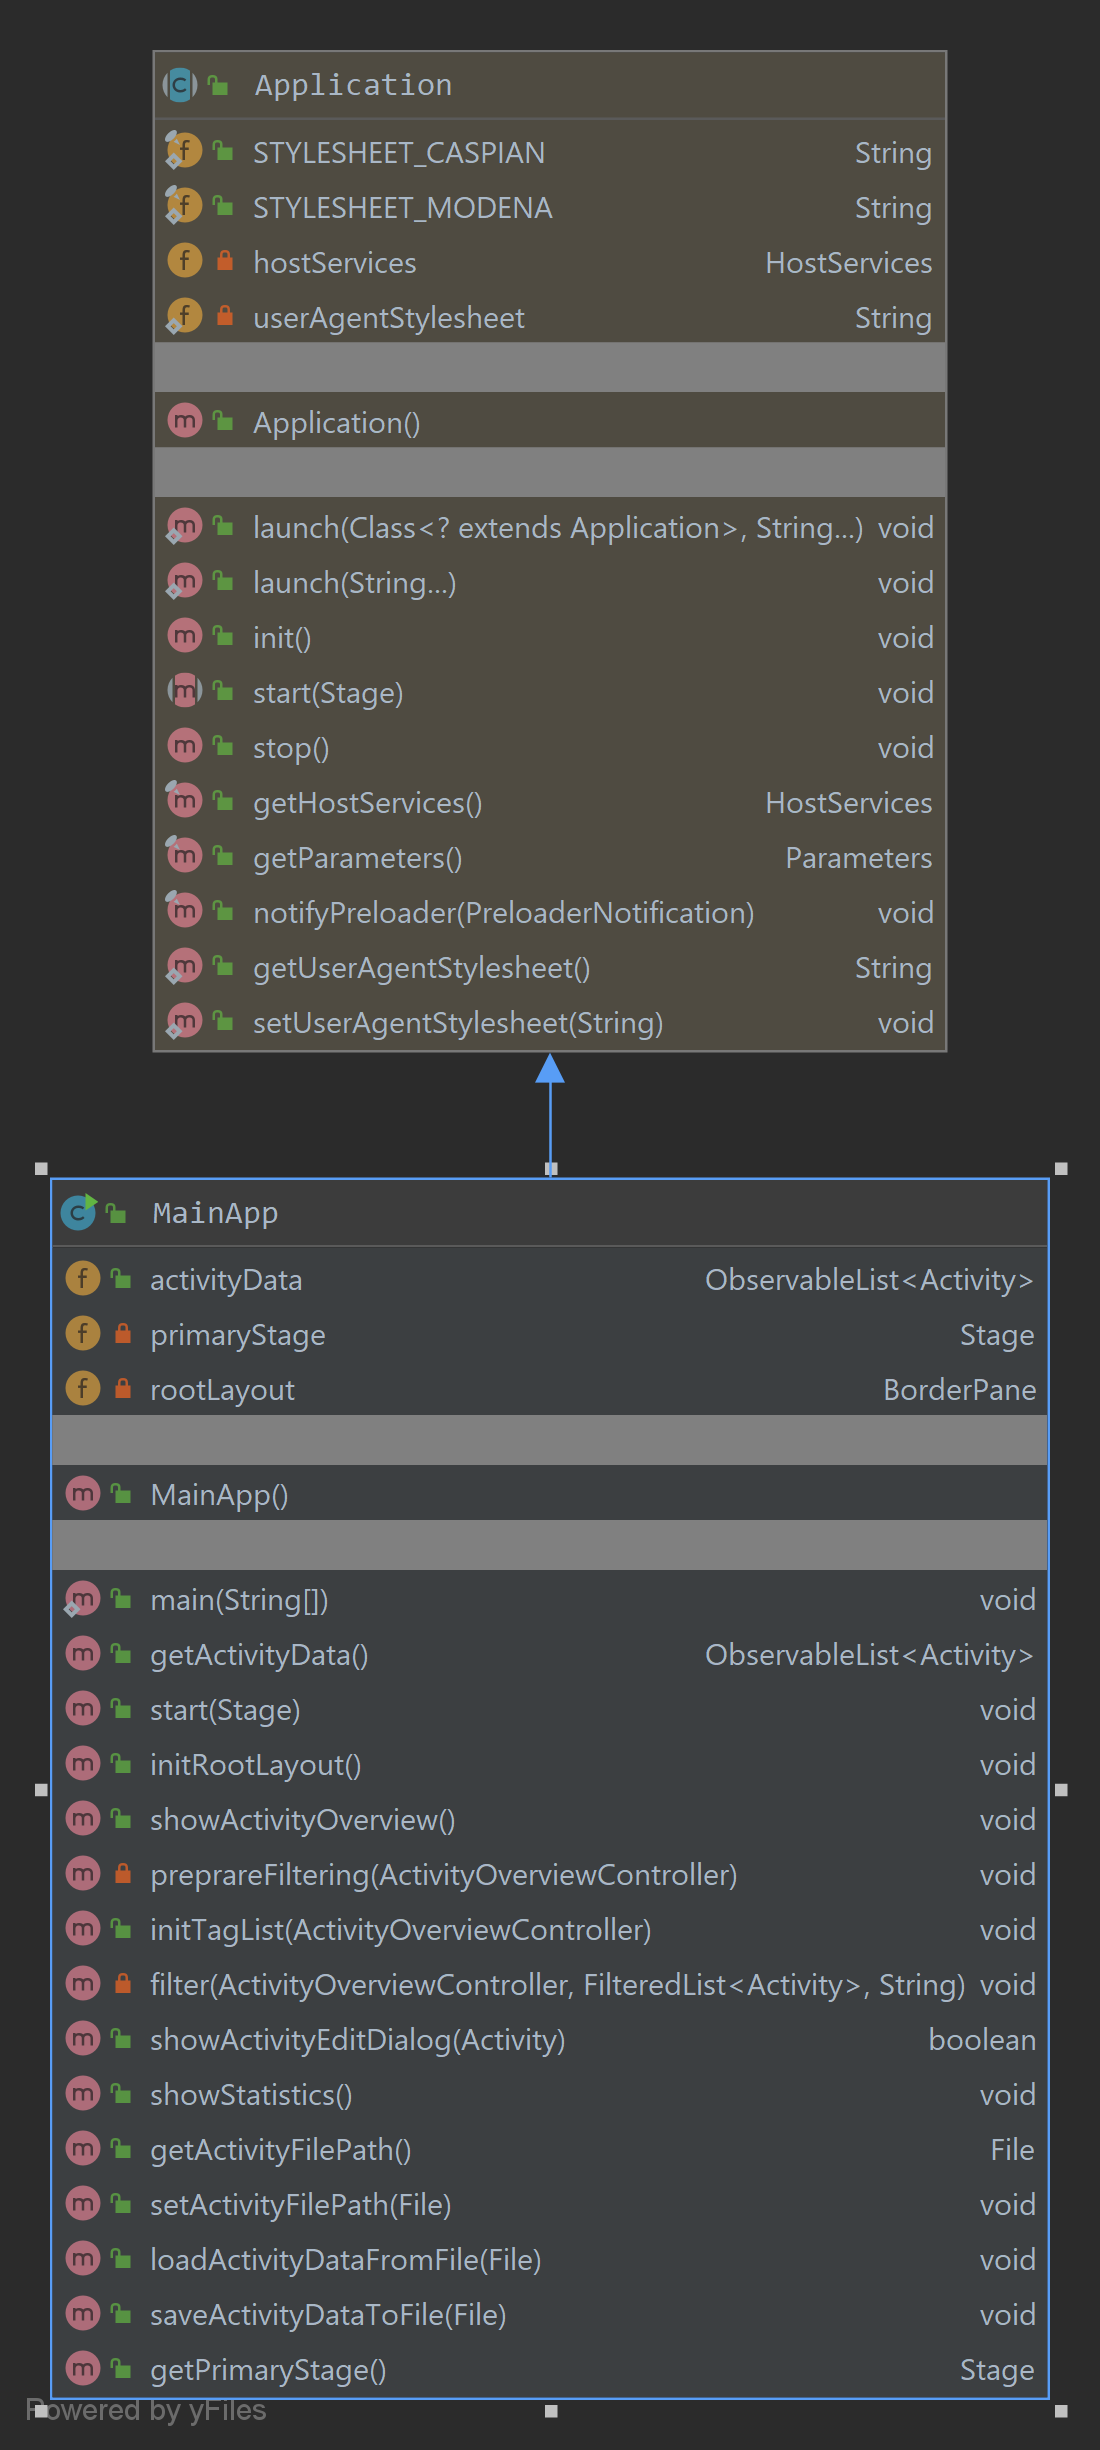 Application
STYLESHEET_CASPIAN String
STYLESHEET_MODENA String
hostServices HostServices
userAgentStylesheet String
Application()
launch(Class<? extends Application>, String...) void
launch(String...) void
init() void
start(Stage) void
stop() void
getHostServices() HostServices
getParameters() Parameters
notifyPreloader(PreloaderNotification) void
getUserAgentStylesheet() String
setUserAgentStylesheet(String) void
MainApp
activityData ObservableList<Activity>
primaryStage Stage
rootLayout BorderPane
MainApp()
main(String[]) void
getActivityData() ObservableList<Activity>
start(Stage) void
initRootLayout() void
showActivityOverview() void
preprareFiltering(ActivityOverviewController) void
initTagList(ActivityOverviewController) void
filter(ActivityOverviewController, FilteredList<Activity>, String) void
showActivityEditDialog(Activity) boolean
showStatistics() void
getActivityFilePath() File
setActivityFilePath(File) void
loadActivityDataFromFile(File) void
saveActivityDataToFile(File) void
getPrimaryStage() Stage
Powered by yFiles